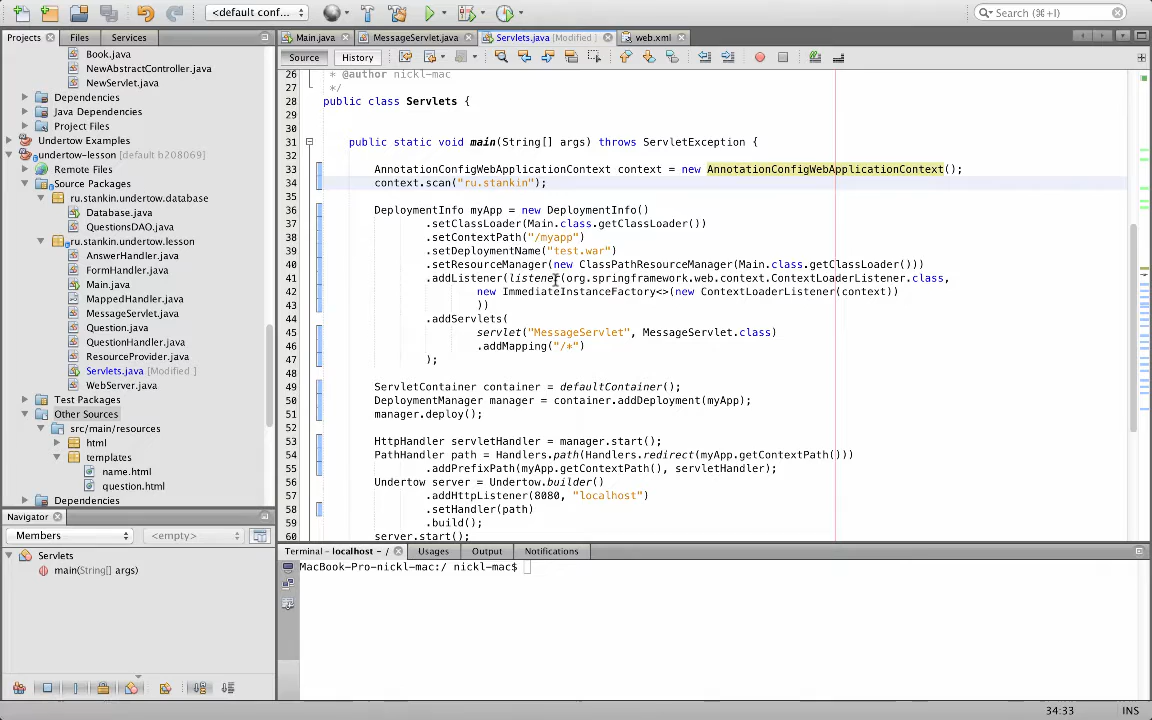 <default conf...
Search (⌘+I)
Projects
Files
Services
Main.java
MessageServlet.java
Servlets.java [Modified]
web.xml
Source
History
Book.java
NewAbstractController.java
NewServlet.java
Dependencies
Java Dependencies
Project Files
Undertow Examples
undertow-lesson [default b208069]
Remote Files
Source Packages
ru.stankin.undertow.database
Database.java
QuestionsDAO.java
ru.stankin.undertow.lesson
AnswerHandler.java
FormHandler.java
Main.java
MappedHandler.java
MessageServlet.java
Question.java
QuestionHandler.java
ResourceProvider.java
Servlets.java [Modified ]
WebServer.java
Test Packages
Other Sources
src/main/resources
html
templates
name.html
question.html
Dependencies
Navigator
Members
<empty>
Servlets
main(String[] args)
26 * @author nickl-mac
27 */
28 public class Servlets {
29
30
31 public static void main(String[] args) throws ServletException {
32
33 AnnotationConfigWebApplicationContext context = new AnnotationConfigWebApplicationContext();
34 context.scan("ru.stankin");
35
36 DeploymentInfo myApp = new DeploymentInfo()
37 .setClassLoader(Main.class.getClassLoader())
38 .setContextPath("/myapp")
39 .setDeploymentName("test.war")
40 .setResourceManager(new ClassPathResourceManager(Main.class.getClassLoader()))
41 .addListener(listener(org.springframework.web.context.ContextLoaderListener.class,
42 new ImmediateInstanceFactory<>(new ContextLoaderListener(context))
43 ))
44 .addServlets(
45 servlet("MessageServlet", MessageServlet.class)
46 .addMapping("/*")
47 );
48
49 ServletContainer container = defaultContainer();
50 DeploymentManager manager = container.addDeployment(myApp);
51 manager.deploy();
52
53 HttpHandler servletHandler = manager.start();
54 PathHandler path = Handlers.path(Handlers.redirect(myApp.getContextPath()))
55 .addPrefixPath(myApp.getContextPath(), servletHandler);
56 Undertow server = Undertow.builder()
57 .addHttpListener(8080, "localhost")
58 .setHandler(path)
59 .build();
60 server.start();
Terminal - localhost - /
Usages
Output
Notifications
MacBook-Pro-nickl-mac:/ nickl-mac$
34:33
INS